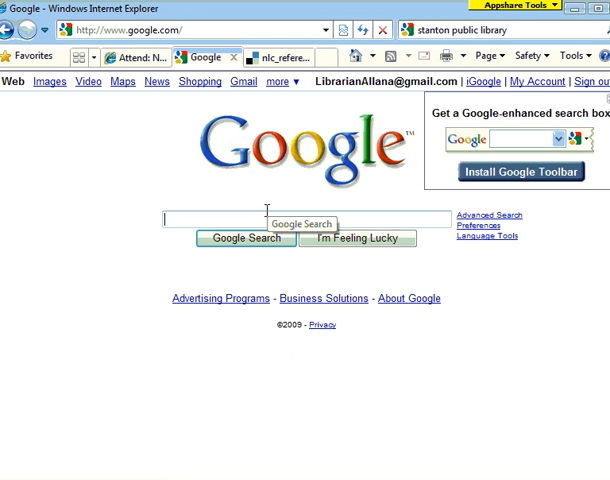 Google - Windows Internet Explorer
Appshare Tools
http://www.google.com/
stanton public library
Favorites
Attend: N...
Google
nlc_refere...
Page
Safety
Tools
Web Images Video Maps News Shopping Gmail more ▼
LibrarianAllana@gmail.com | iGoogle | My Account | Sign out
Get a Google-enhanced search box
Google
Install Google Toolbar
Google™
Google Search
Advanced Search
Preferences
Language Tools
Google Search
I'm Feeling Lucky
Advertising Programs - Business Solutions - About Google
©2009 - Privacy